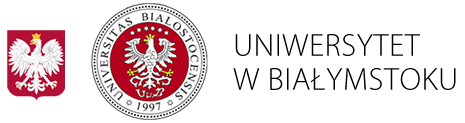 UNIVERSITAS BIALOSTOCENSIS
1997
UNIWERSYTET
W BIAŁYMSTOKU